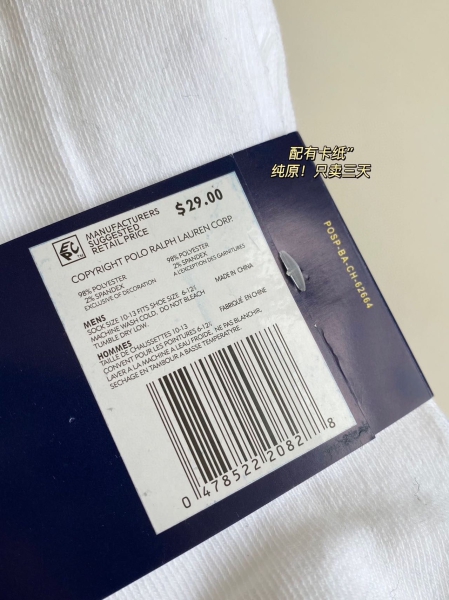 配有卡纸”
纯原！只卖三天
POSP-BA-CH-62664
MANUFACTURERS
SUGGESTED
RETAIL PRICE
$29.00
COPYRIGHT POLO RALPH LAUREN CORP.
98% POLYESTER
2% SPANDEX
EXCLUSIVE OF DECORATION
98% POLYESTER
2% SPANDEX
A L'EXCEPTION DES GARNITURES
MADE IN CHINA
MENS
SOCK SIZE 10-13 FITS SHOE SIZE 6-12½
MACHINE WASH COLD. DO NOT BLEACH
TUMBLE DRY LOW.
FABRIQUÉ EN CHINE
HOMMES
TAILLE DE CHAUSSETTES 10-13
CONVENT POUR LES POINTURES 6-12½
LAVER A LA MACHINE A LEAU FROIDE. NE PAS BLANCHIR.
SECHAGE EN TAMBOUR A BASSE TEMPERATURE.
0 47852 22082 8